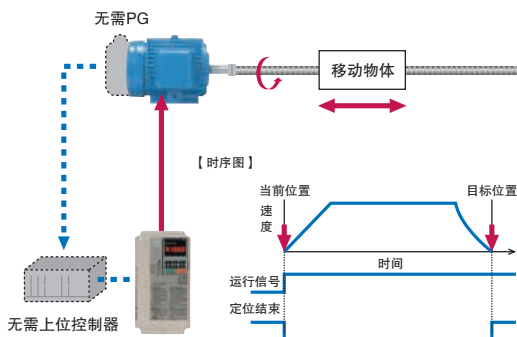 无需PG
移动物体
【时序图】
当前位置
目标位置
速度
时间
运行信号
定位结束
无需上位控制器